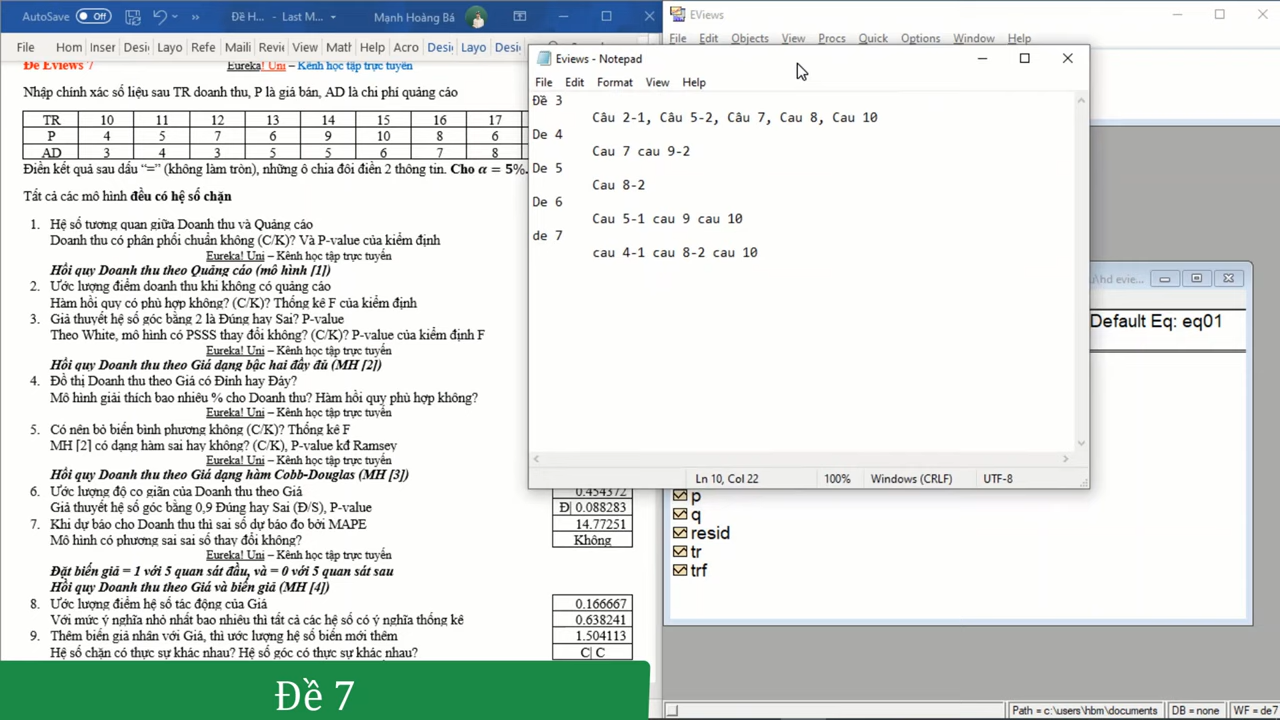 AutoSave Off Đề H... - Last M... Mạnh Hoàng Bá
File Hom Inser Desi Layo Refe Maili Revi View Math Help Acro Desi Layo Desi
Đề Eviews 7 Eureka! Uni – Kênh học tập trực tuyến
Nhập chính xác số liệu sau TR doanh thu, P là giá bán, AD là chi phí quảng cáo
TR 10 11 12 13 14 15 16 17
P 4 5 7 6 9 10 8 6
AD 3 4 3 5 5 6 7 8
Điền kết quả sau dấu “=” (không làm tròn), những ô chia đôi điền 2 thông tin. Cho α = 5%.
Tất cả các mô hình đều có hệ số chặn
1. Hệ số tương quan giữa Doanh thu và Quảng cáo
Doanh thu có phân phối chuẩn không (C/K)? Và P-value của kiểm định
Eureka! Uni – Kênh học tập trực tuyến
Hồi quy Doanh thu theo Quảng cáo (mô hình [1])
2. Ước lượng điểm doanh thu khi không có quảng cáo
Hàm hồi quy có phù hợp không? (C/K)? Thống kê F của kiểm định
3. Giả thuyết hệ số góc bằng 2 là Đúng hay Sai? P-value
Theo White, mô hình có PSSS thay đổi không? (C/K)? P-value của kiểm định F
Eureka! Uni – Kênh học tập trực tuyến
Hồi quy Doanh thu theo Giá dạng bậc hai đầy đủ (MH [2])
4. Đồ thị Doanh thu theo Giá có Đỉnh hay Đáy?
Mô hình giải thích bao nhiêu % cho Doanh thu? Hàm hồi quy phù hợp không?
Eureka! Uni – Kênh học tập trực tuyến
5. Có nên bỏ biến bình phương không (C/K)? Thống kê F
MH [2] có dạng hàm sai hay không? (C/K), P-value kđ Ramsey
Eureka! Uni – Kênh học tập trực tuyến
Hồi quy Doanh thu theo Giá dạng hàm Cobb-Douglas (MH [3])
6. Ước lượng độ co giãn của Doanh thu theo Giá 0.454372
Giả thuyết hệ số góc bằng 0,9 Đúng hay Sai (Đ/S), P-value Đ| 0.088283
7. Khi dự báo cho Doanh thu thì sai số dự báo đo bởi MAPE 14.77251
Mô hình có phương sai sai số thay đổi không? Không
Eureka! Uni – Kênh học tập trực tuyến
Đặt biến giả = 1 với 5 quan sát đầu, và = 0 với 5 quan sát sau
Hồi quy Doanh thu theo Giá và biến giả (MH [4])
8. Ước lượng điểm hệ số tác động của Giá 0.166667
Với mức ý nghĩa nhỏ nhất bao nhiêu thì tất cả các hệ số có ý nghĩa thống kê 0.638241
9. Thêm biến giả nhân với Giá, thì ước lượng hệ số biến mới thêm 1.504113
Hệ số chặn có thực sự khác nhau? Hệ số góc có thực sự khác nhau? C| C
Đề 7
EViews
File Edit Objects View Procs Quick Options Window Help
Eviews - Notepad
File Edit Format View Help
Đề 3
Câu 2-1, Câu 5-2, Câu 7, Cau 8, Cau 10
De 4
Cau 7 cau 9-2
De 5
Cau 8-2
De 6
Cau 5-1 cau 9 cau 10
de 7
cau 4-1 cau 8-2 cau 10
Ln 10, Col 22 100% Windows (CRLF) UTF-8
\hd evie...
Default Eq: eq01
p
q
resid
tr
trf
Path = c:\users\hbm\documents DB = none WF = de7